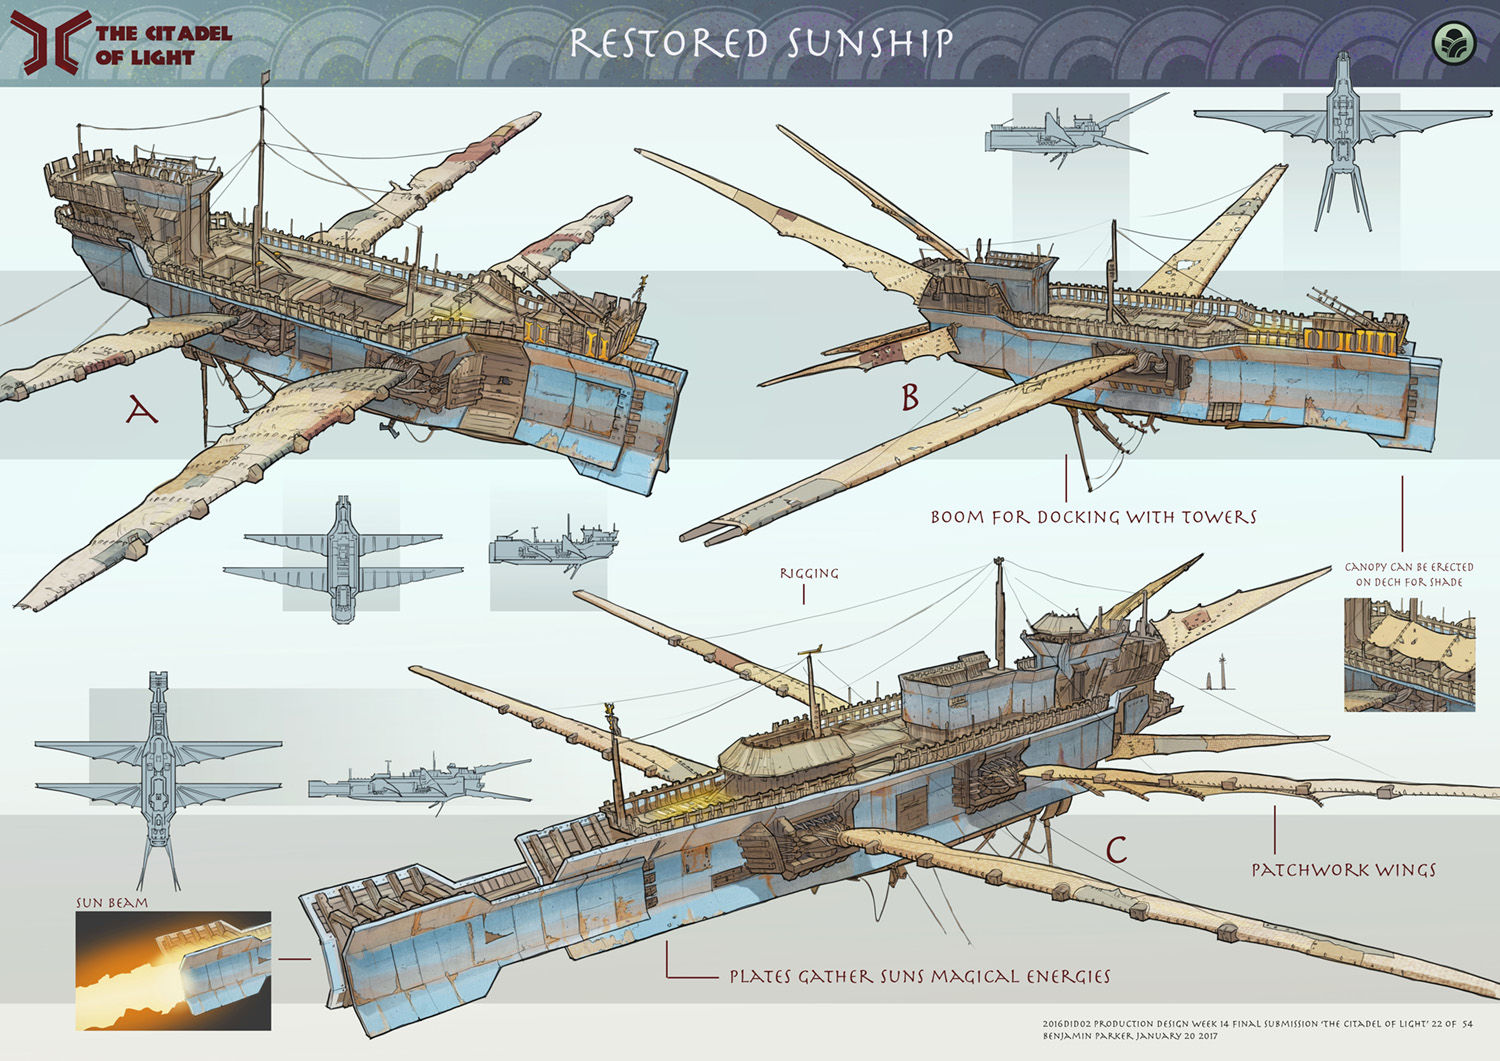 THE CITADEL
OF LIGHT
RESTORED SUNSHIP
A
B
BOOM FOR DOCKING WITH TOWERS
CANOPY CAN BE ERECTED
ON DECH FOR SHADE
RIGGING
C
PATCHWORK WINGS
SUN BEAM
PLATES GATHER SUNS MAGICAL ENERGIES
2016DID02 PRODUCTION DESIGN WEEK 14 FINAL SUBMISSION 'THE CITADEL OF LIGHT' 22 OF 54
BENJAMIN PARKER JANUARY 20 2017